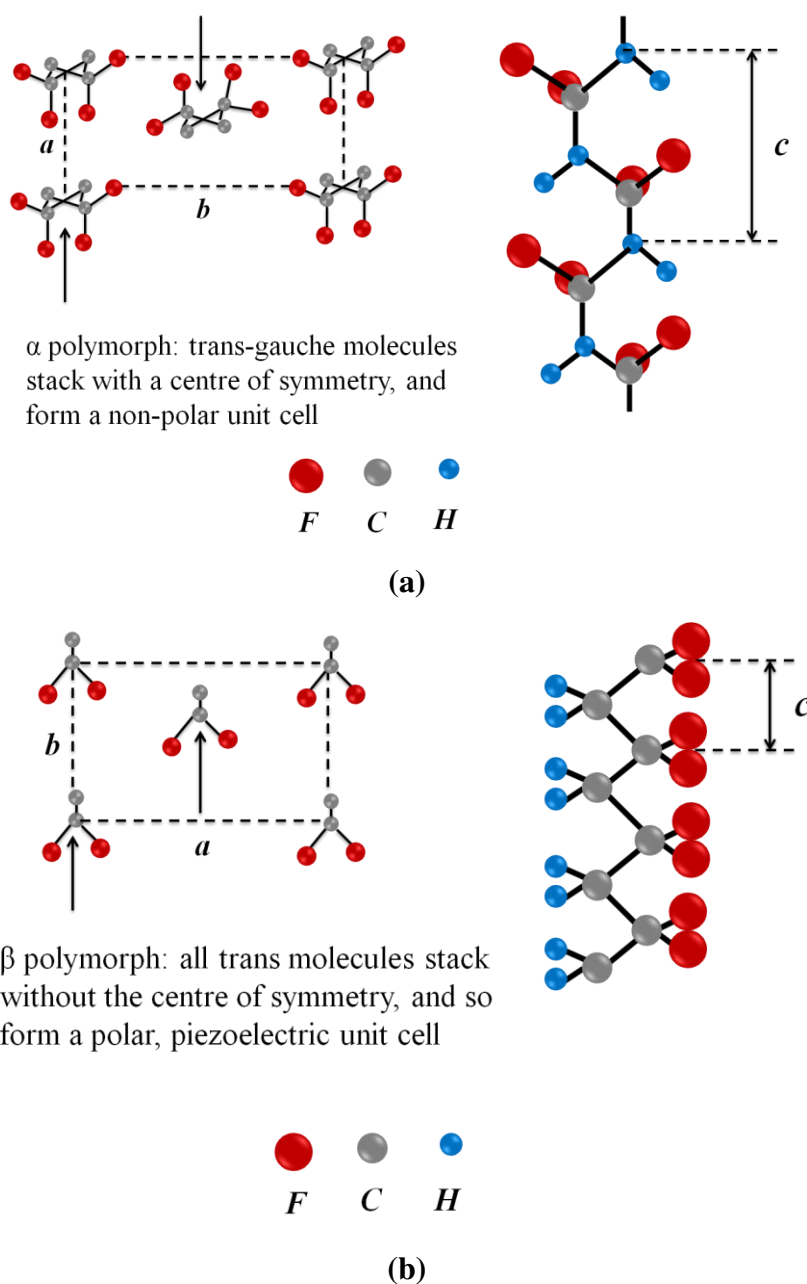 a
b
c
α polymorph: trans-gauche molecules
stack with a centre of symmetry, and
form a non-polar unit cell
F C H
(a)
b
a
c
β polymorph: all trans molecules stack
without the centre of symmetry, and so
form a polar, piezoelectric unit cell
F C H
(b)